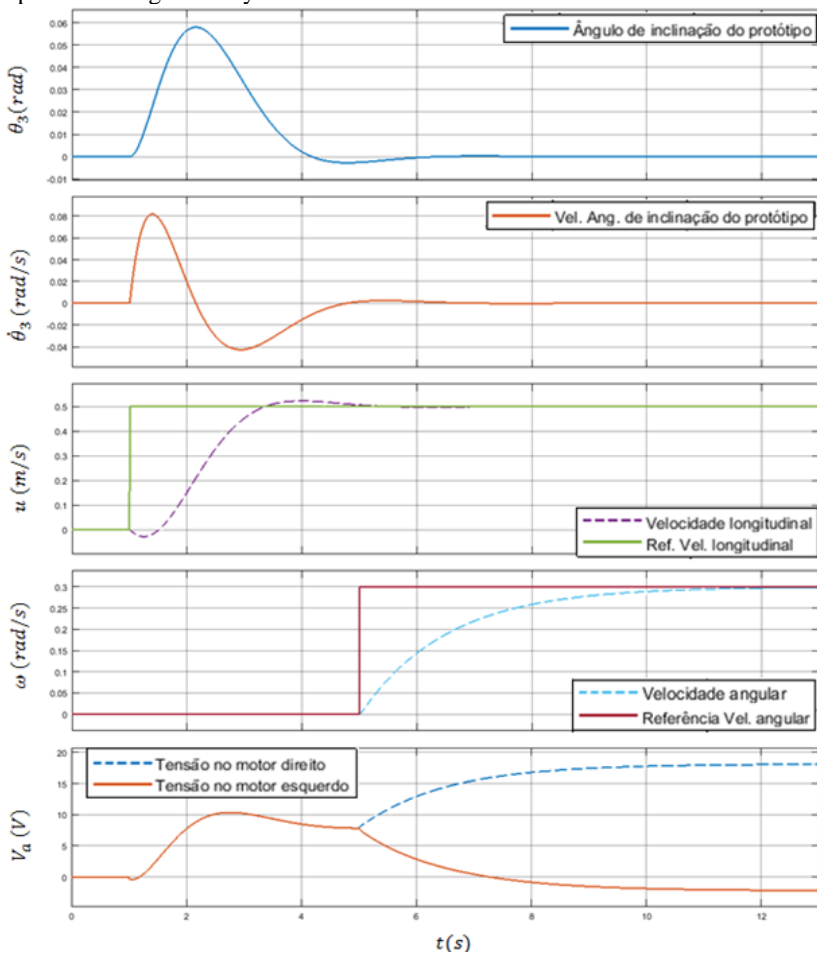 Ângulo de inclinação do protótipo
θ₃(rad)
0.06
0.05
0.04
0.03
0.02
0.01
0
-0.01
Vel. Ang. de inclinação do protótipo
θ̇₃ (rad/s)
0.08
0.06
0.04
0.02
0
-0.02
-0.04
u (m/s)
0.5
0.4
0.3
0.2
0.1
0
Velocidade longitudinal
Ref. Vel. longitudinal
ω (rad/s)
0.3
0.25
0.2
0.15
0.1
0.05
0
Velocidade angular
Referência Vel. angular
Tensão no motor direito
Tensão no motor esquerdo
Vₐ(V)
20
15
10
5
0
0 2 4 6 8 10 12
t(s)